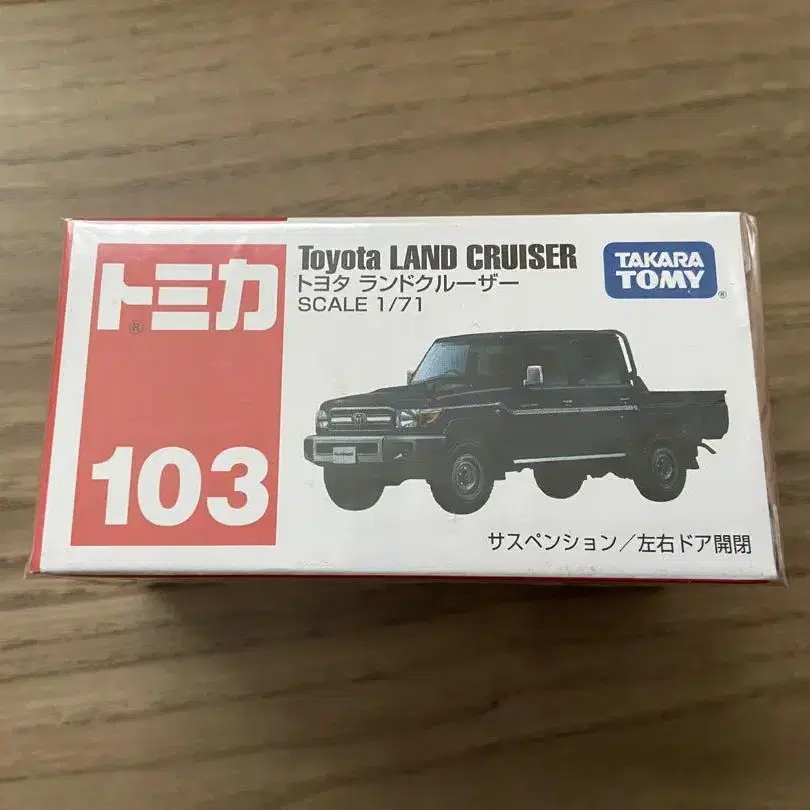 トミカ
®
103
Toyota LAND CRUISER
トヨタ ランドクルーザー
SCALE 1/71
TAKARA
TOMY
®
サスペンション/左右ドア開閉